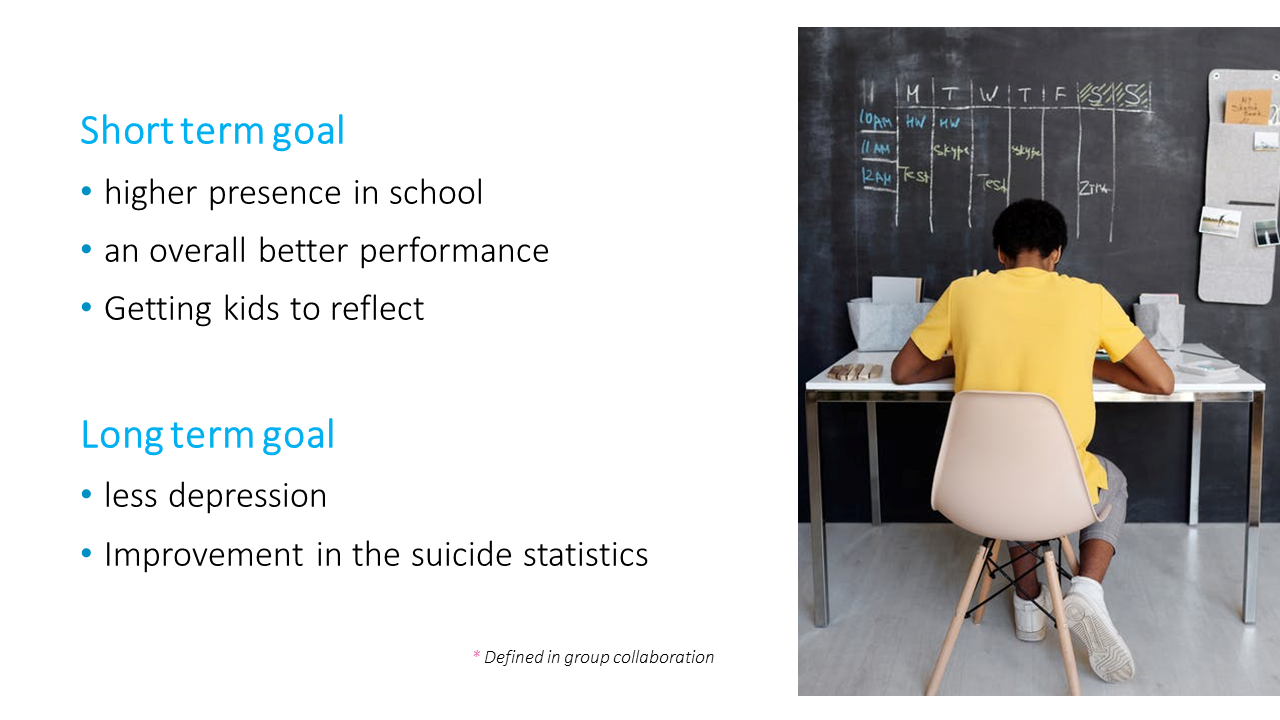 Short term goal
• higher presence in school
• an overall better performance
• Getting kids to reflect
Long term goal
• less depression
• Improvement in the suicide statistics
* Defined in group collaboration
M T W T F S S
10AM HW HW
11AM Skype Skype
12AM Test Test